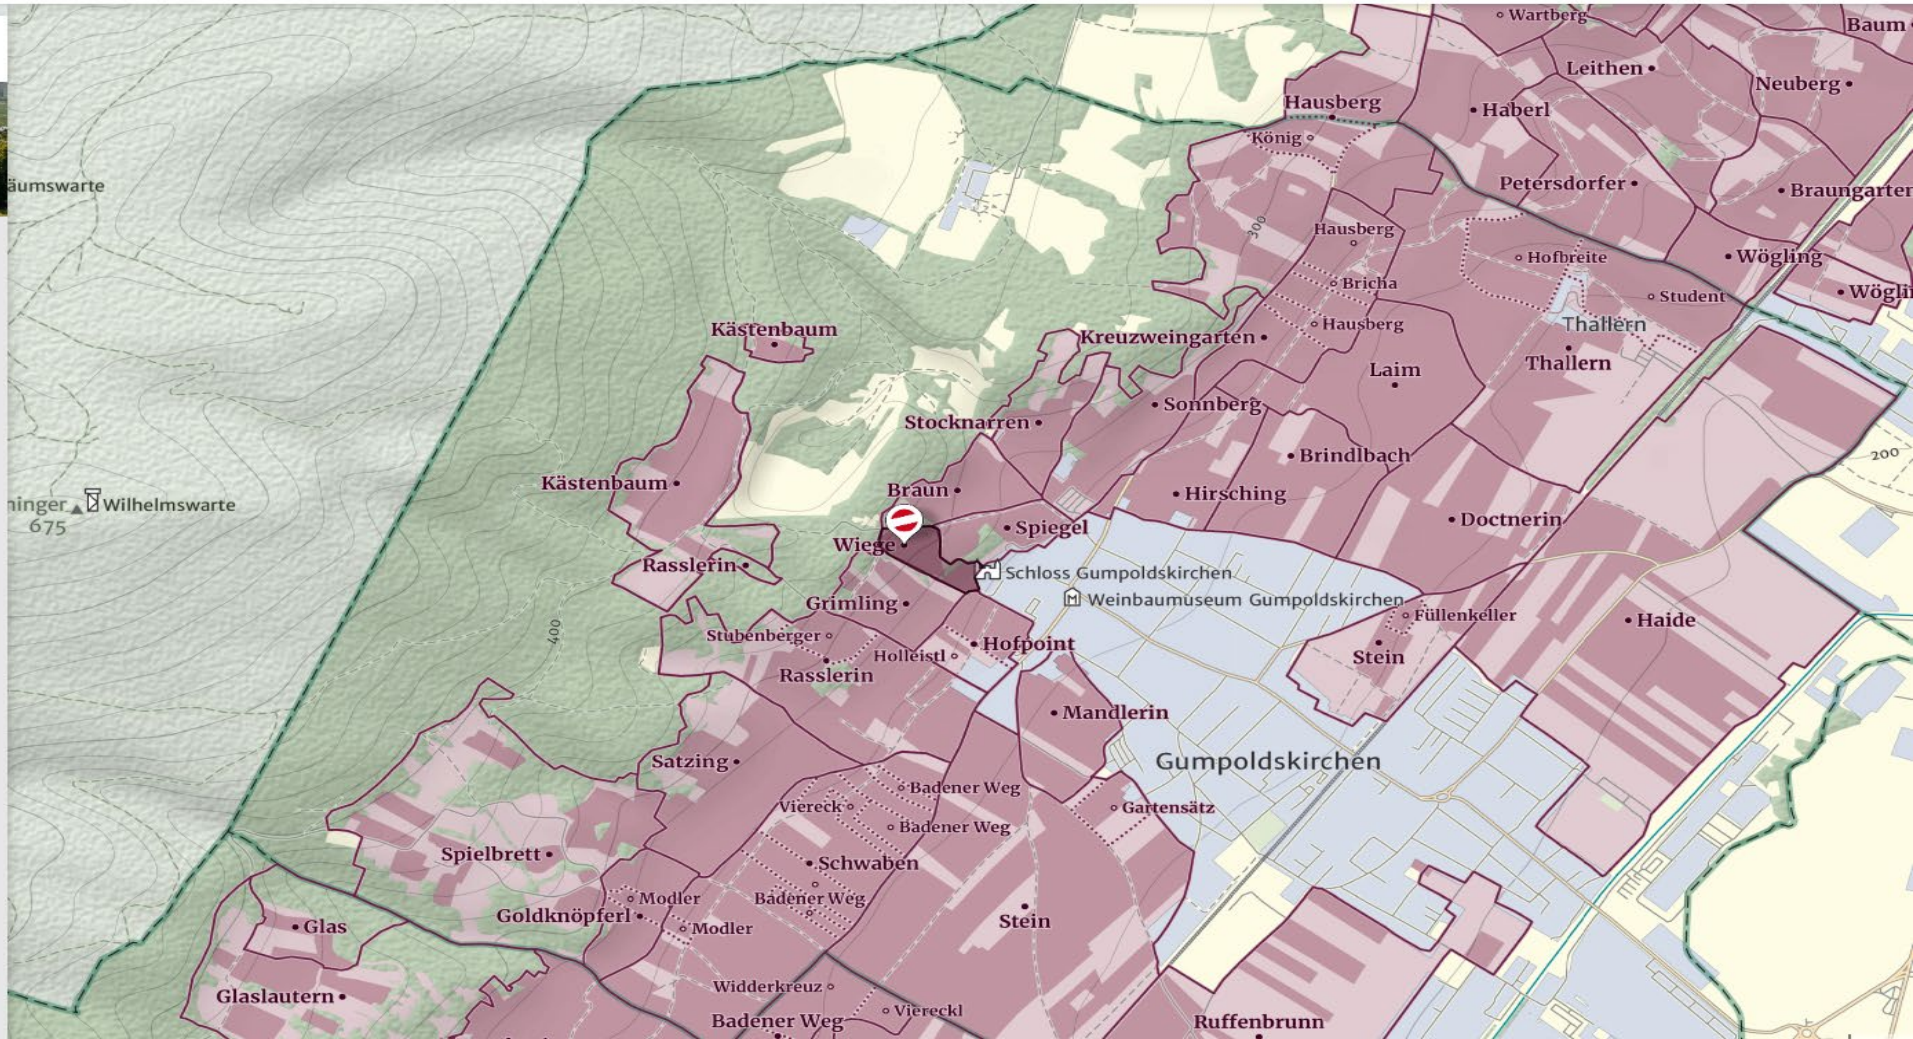 Wartberg
Baum
Leithen
Neuberg
Hausberg
Haberl
König
Petersdorfer
Braungarten
äumswarte
Hausberg
300
Hofbreite
Wögling
Bricha
Student
Kästenbaum
Hausberg
Thallern
Kreuzweingarten
Thallern
Laim
Sonnberg
Stocknarren
Brindlbach
200
Kästenbaum
Braun
Hirsching
ninger
675
Wilhelmswarte
Spiegel
Doctnerin
Wiege
Rasslerin
Schloss Gumpoldskirchen
M
Weinbaumuseum Gumpoldskirchen
Grimling
Füllenkeller
Haide
400
Stubenberger
Hofpoint
Holleistl
Stein
Rasslerin
Mandlerin
Satzing
Gumpoldskirchen
Badener Weg
Viereck
Gartensätz
Badener Weg
Spielbrett
Schwaben
Modler
Badener Weg
Goldknöpferl
Modler
Stein
Glas
Widderkreuz
Glaslautern
Viereckl
Badener Weg
Ruffenbrunn